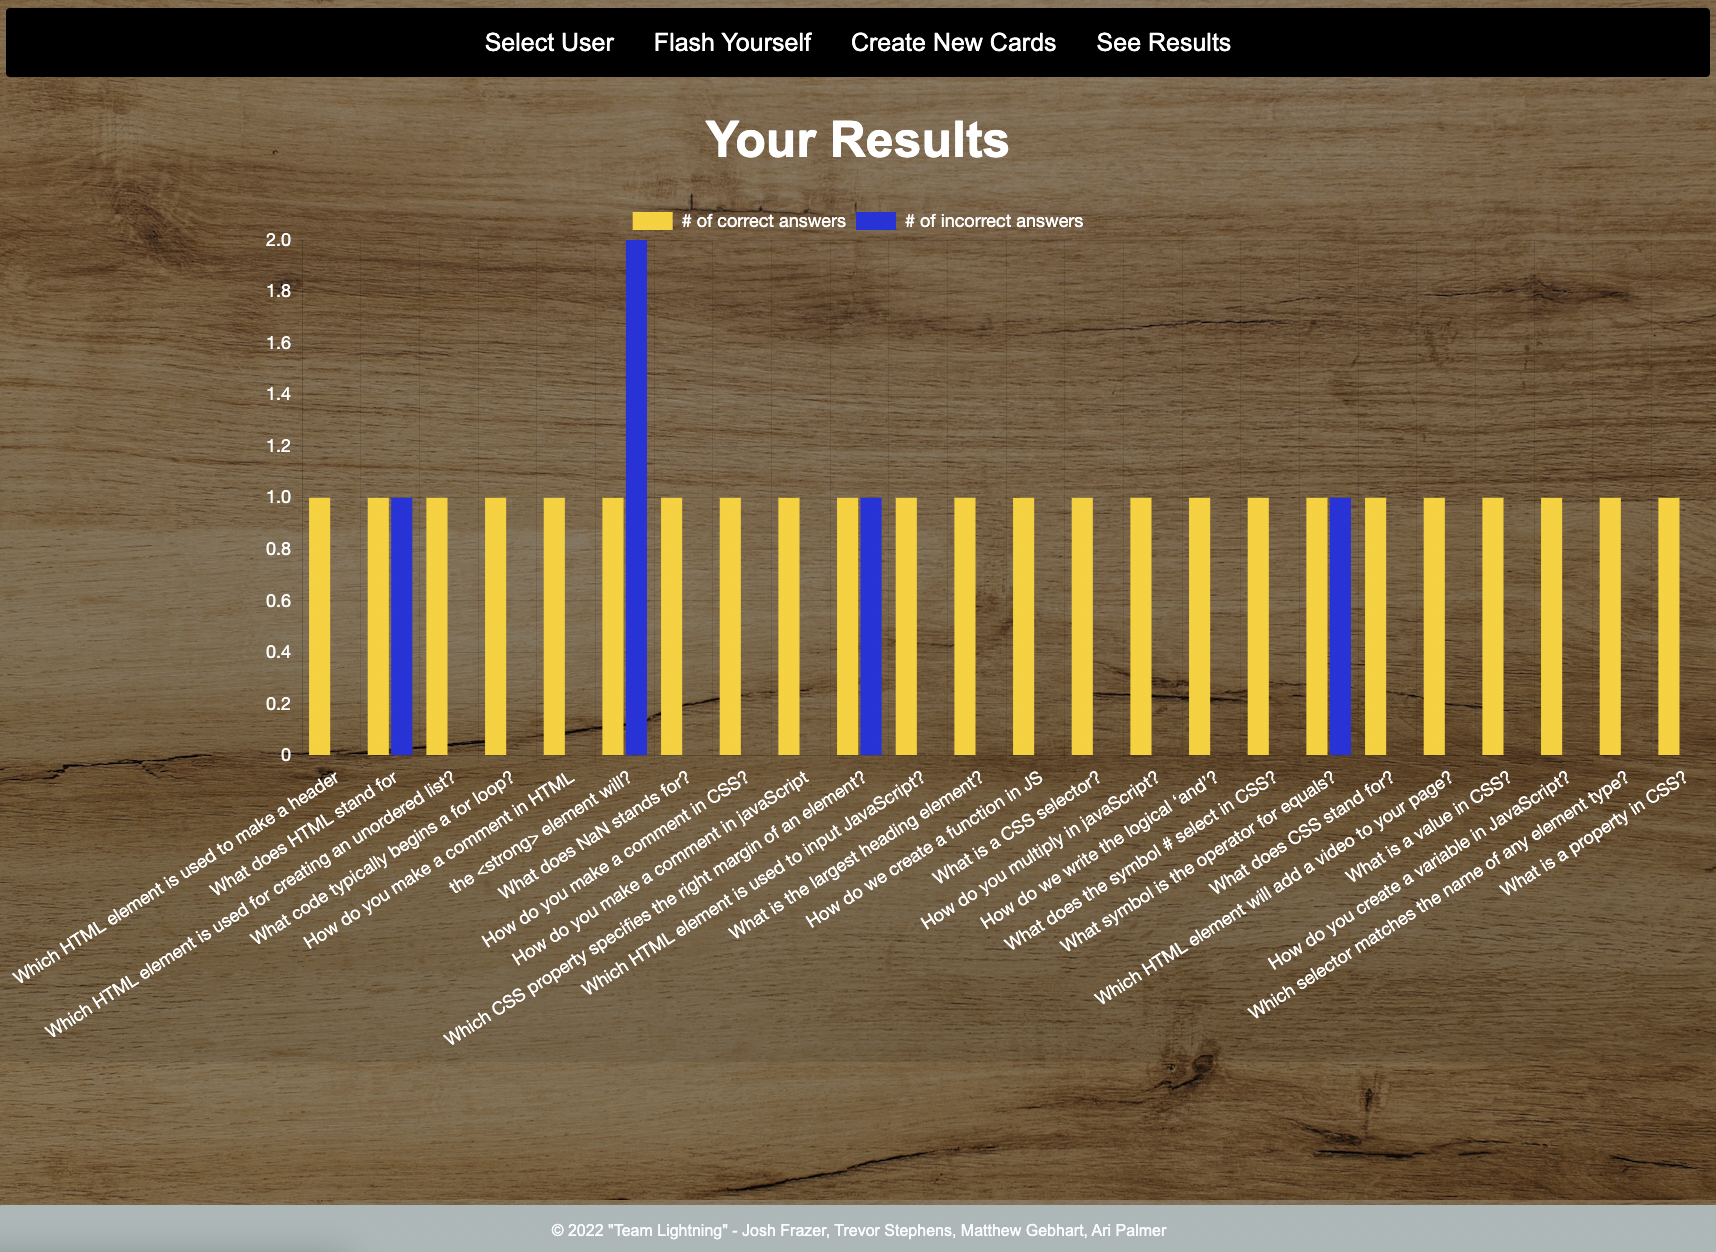 Select User Flash Yourself Create New Cards See Results
Your Results
# of correct answers # of incorrect answers
2.0
1.8
1.6
1.4
1.2
1.0
0.8
0.6
0.4
0.2
0
Which HTML element is used to make a header
What does HTML stand for
Which HTML element is used for creating an unordered list?
What code typically begins a for loop?
How do you make a comment in HTML
the <strong> element will?
What does NaN stands for?
How do you make a comment in CSS?
How do you make a comment in javaScript
Which CSS property specifies the right margin of an element?
Which HTML element is used to input JavaScript?
What is the largest heading element?
How do we create a function in JS
What is a CSS selector?
How do you multiply in javaScript?
How do we write the logical ‘and’?
What does the symbol # select in CSS?
What symbol is the operator for equals?
What does CSS stand for?
Which HTML element will add a video to your page?
What is a value in CSS?
How do you create a variable in JavaScript?
Which selector matches the name of any element type?
What is a property in CSS?
© 2022 "Team Lightning" - Josh Frazer, Trevor Stephens, Matthew Gebhart, Ari Palmer